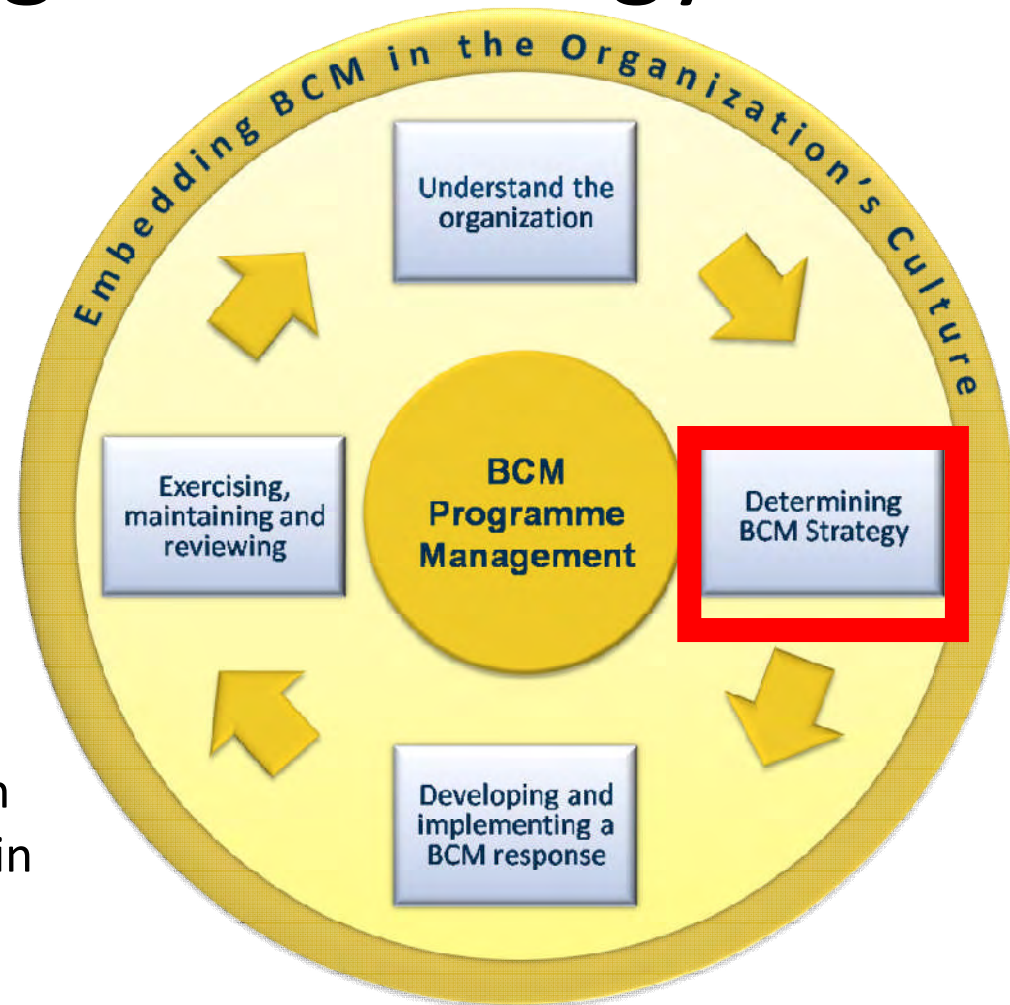 Embedding BCM in the Organization's Culture
Understand the
organization
BCM
Programme
Management
Exercising,
maintaining and
reviewing
Determining
BCM Strategy
Developing and
implementing a
BCM response
in